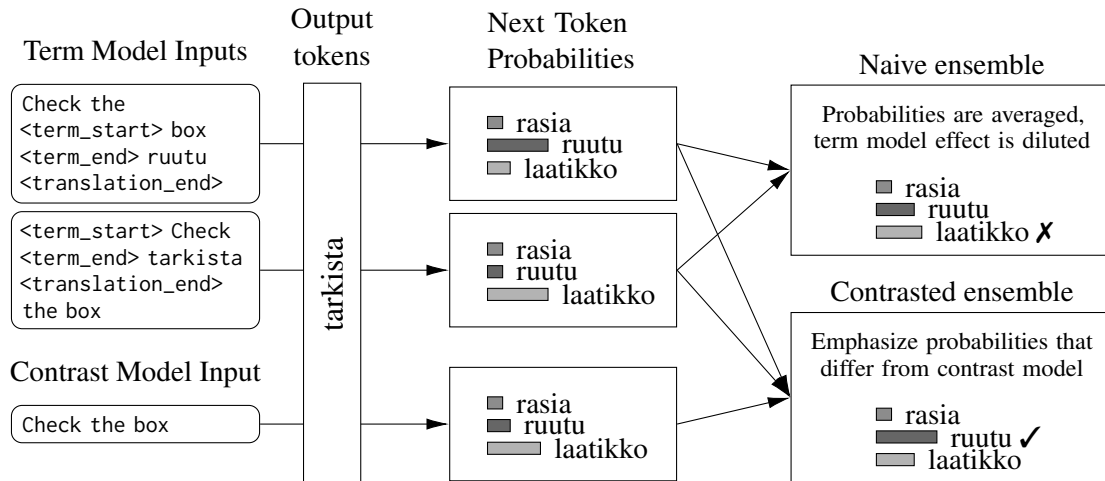 Term Model Inputs
Check the
<term_start> box
<term_end> ruutu
<translation_end>
<term_start> Check
<term_end> tarkista
<translation_end>
the box
Contrast Model Input
Check the box
Output
tokens
tarkista
Next Token
Probabilities
rasia
ruutu
laatikko
rasia
ruutu
laatikko
rasia
ruutu
laatikko
Naive ensemble
Probabilities are averaged,
term model effect is diluted
rasia
ruutu
laatikko ✗
Contrasted ensemble
Emphasize probabilities that
differ from contrast model
rasia
ruutu ✓
laatikko